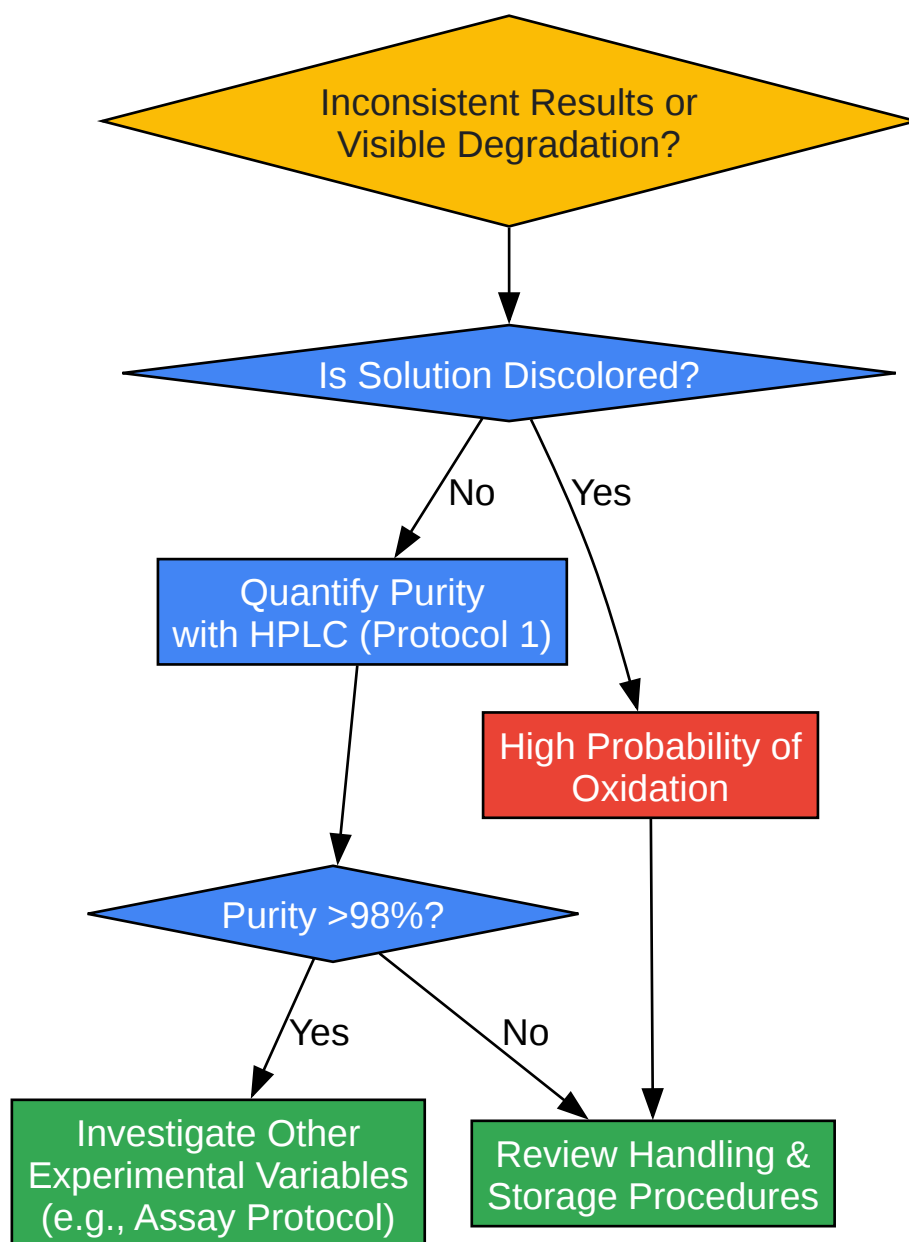 Inconsistent Results or
Visible Degradation?
Is Solution Discolored?
No
Yes
Quantify Purity
with HPLC (Protocol 1)
High Probability of
Oxidation
Purity >98%?
Yes
No
Investigate Other
Experimental Variables
(e.g., Assay Protocol)
Review Handling &
Storage Procedures